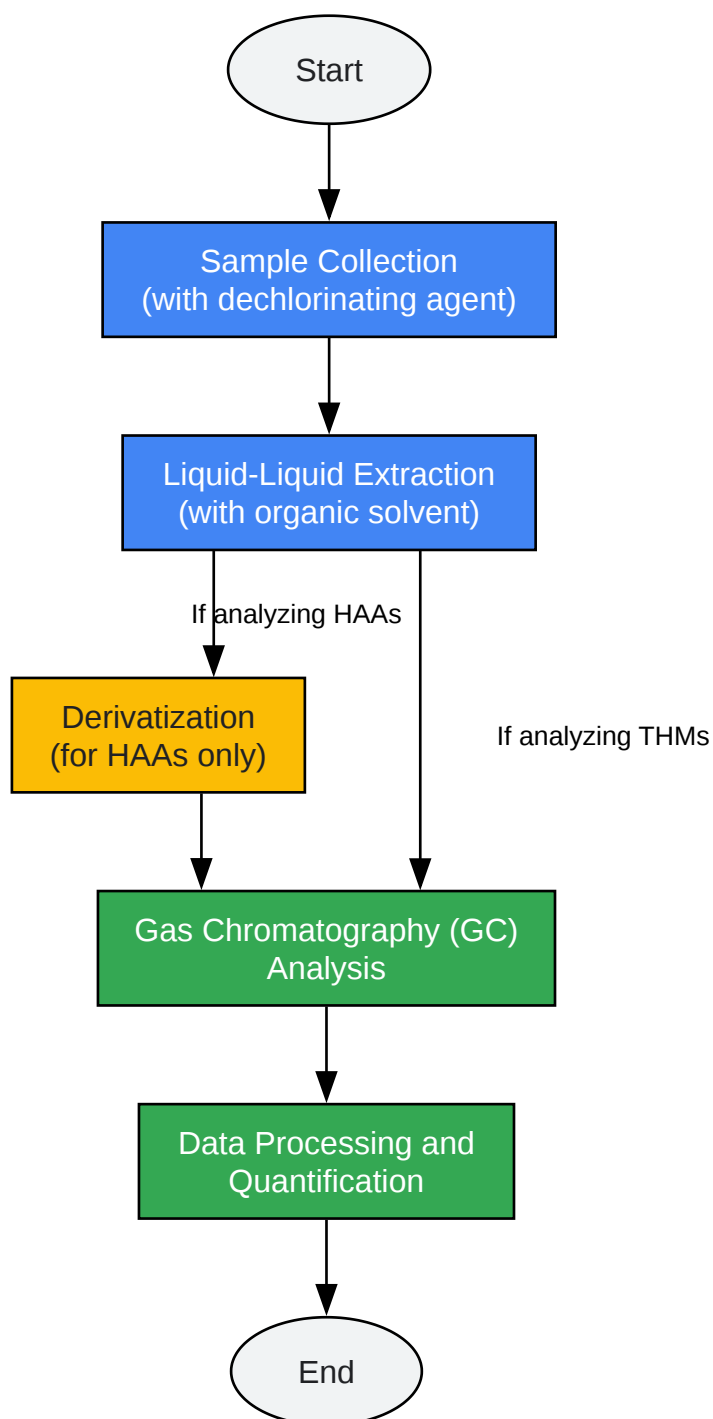 Start
Sample Collection
(with dechlorinating agent)
Liquid-Liquid Extraction
(with organic solvent)
If analyzing HAAs
Derivatization
(for HAAs only)
If analyzing THMs
Gas Chromatography (GC)
Analysis
Data Processing and
Quantification
End